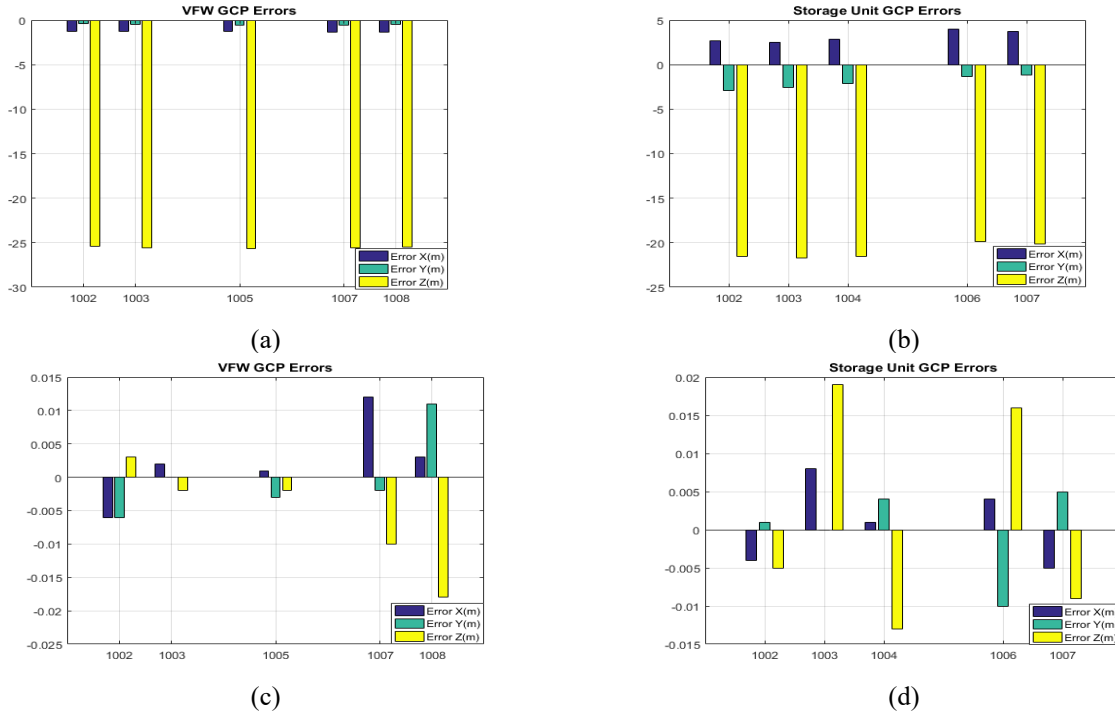 VFW GCP Errors
0
-5
-10
-15
-20
-25
-30
1002 1003 1005 1007 1008
Error X(m)
Error Y(m)
Error Z(m)
(a)
Storage Unit GCP Errors
5
0
-5
-10
-15
-20
-25
1002 1003 1004 1006 1007
Error X(m)
Error Y(m)
Error Z(m)
(b)
VFW GCP Errors
0.015
0.01
0.005
0
-0.005
-0.01
-0.015
-0.02
-0.025
1002 1003 1005 1007 1008
Error X(m)
Error Y(m)
Error Z(m)
(c)
Storage Unit GCP Errors
0.02
0.015
0.01
0.005
0
-0.005
-0.01
-0.015
1002 1003 1004 1006 1007
Error X(m)
Error Y(m)
Error Z(m)
(d)